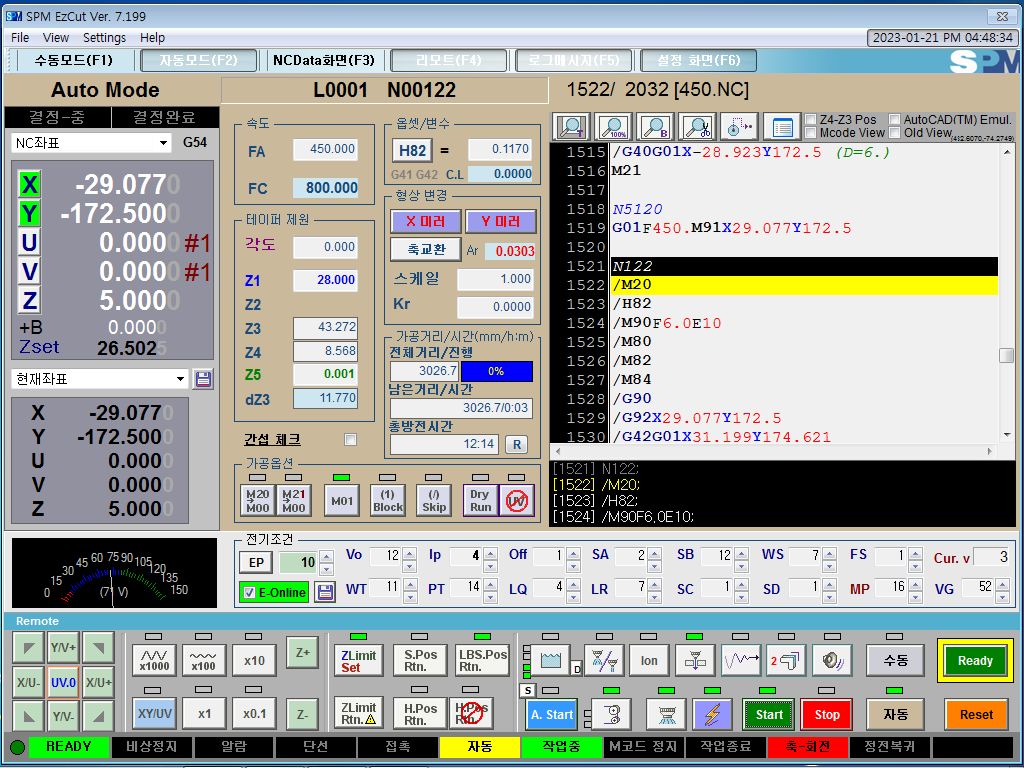 SPM SPM EzCut Ver. 7.199
File View Settings Help
2023-01-21 PM 04:48:34
수동모드(F1) 자동모드(F2) NCData화면(F3) 리모트(F4) 로그메시지(F5) 설정 화면(F6) SPM
Auto Mode
L0001 N00122
1522/ 2032 [450.NC]
결정-중 결정완료
NC좌표 G54
X -29.0770
Y -172.5000
U 0.0000 #1
V 0.0000 #1
Z 5.0000
+B 0.0000
Zset 26.5025
현재좌표
X -29.0770
Y -172.5000
U 0.0000
V 0.0000
Z 5.0000
속도
FA 450.000
FC 800.000
테이퍼 제원
각도 0.000
Z1 28.000
Z2
Z3 43.272
Z4 8.568
Z5 0.001
dZ3 11.770
간섭 체크
옵셋/변수
H82 = 0.1170
G41 G42 C.L 0.0000
형상 변경
X 미러 Y 미러
축교환 Ar 0.0303
스케일 1.000
Kr 0.0000
가공거리/시간(mm/h:m)
전체거리/진행
3026.7 0%
남은거리/시간
3026.7/0:03
총방전시간
12:14 R
가공옵션
M20 M00
M21 M00
M01
(1) Block
(/) Skip
Dry Run
UV
T 100% B
Z4-Z3 Pos AutoCAD(TM) Emul.
Mcode View Old View (412.6070,-74.2749)
1515 /G40G01X-28.923Y172.5 (D=6.)
1516 M21
1517
1518 N5120
1519 G01F450.M91X29.077Y172.5
1520
1521 N122
1522 /M20
1523 /H82
1524 /M90F6.0E10
1525 /M80
1526 /M82
1527 /M84
1528 /G90
1529 /G92X29.077Y172.5
1530 /G42G01X31.199Y174.621
[1521] N122;
[1522] /M20;
[1523] /H82;
[1524] /M90F6.0E10;
0 15 30 45 60 75 90 105 120 135 150
(71 V)
전기조건
EP 10 Vo 12 Ip 4 Off 1 SA 2 SB 12 WS 7 FS 1 Cur. v 3
E-Online WT 11 PT 14 LQ 4 LR 7 SC 1 SD 1 MP 16 VG 52
Remote
Y/V+
X/U- UV.0 X/U+
Y/V-
x1000 x100 x10 Z+
XY/UV x1 x0.1 Z-
ZLimit Set S.Pos Rtn. LBS.Pos Rtn.
ZLimit Rtn. H.Pos Rtn. H.Pos Rtn.
D Ion 2 수동 Ready
S A. Start Start Stop 자동 Reset
READY 비상정지 알람 단선 접촉 자동 작업중 M코드 정지 작업종료 축-회전 정전복귀